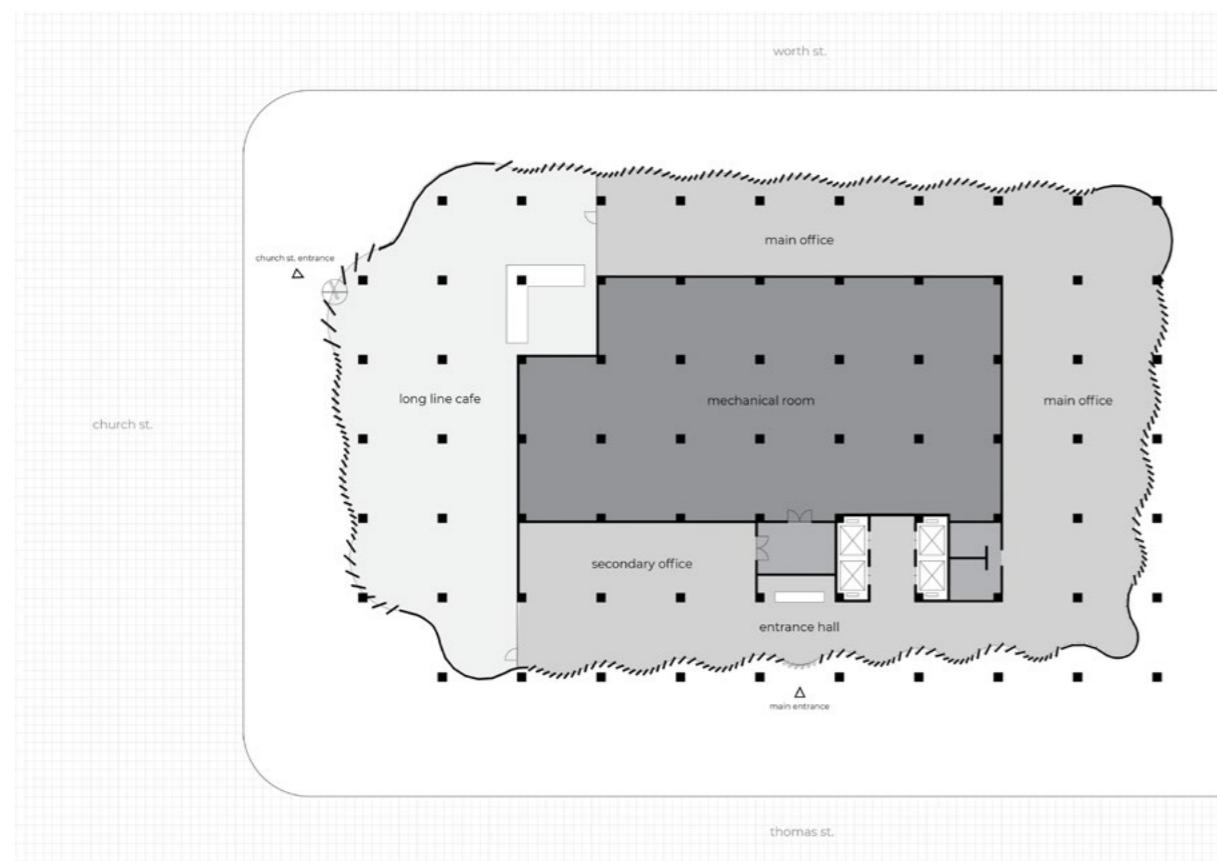 worth st.
main office
church st. entrance
long line cafe
mechanical room
main office
church st.
secondary office
entrance hall
main entrance
thomas st.